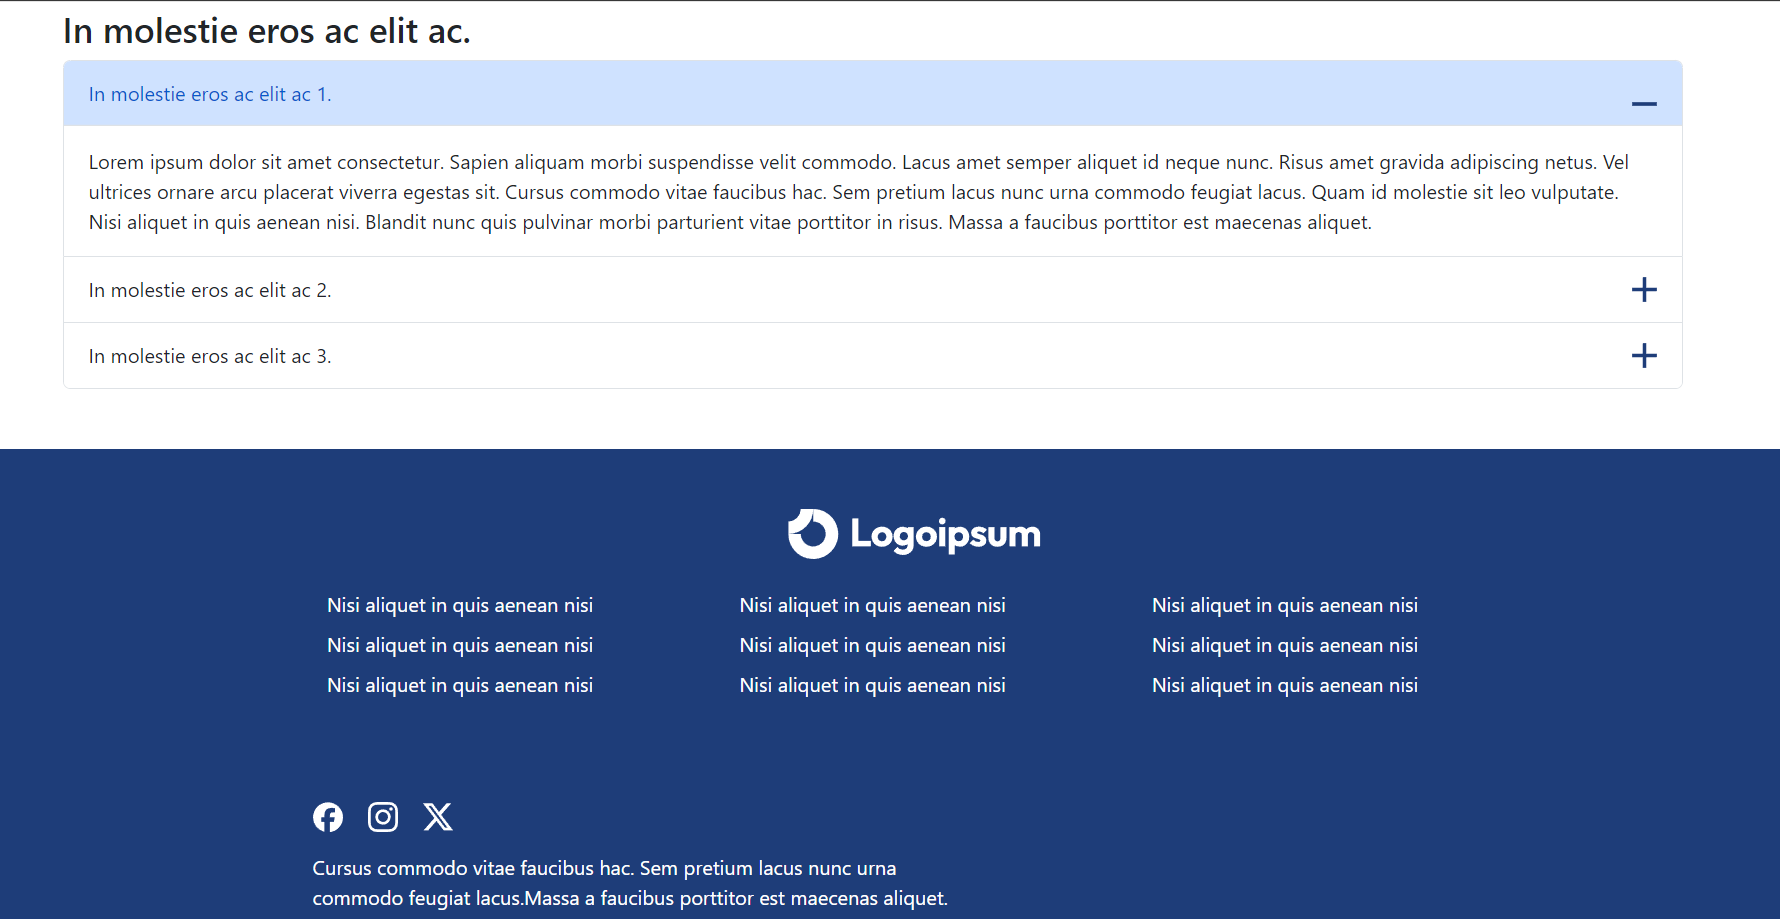 In molestie eros ac elit ac.
In molestie eros ac elit ac 1.
Lorem ipsum dolor sit amet consectetur. Sapien aliquam morbi suspendisse velit commodo. Lacus amet semper aliquet id neque nunc. Risus amet gravida adipiscing netus. Vel
ultrices ornare arcu placerat viverra egestas sit. Cursus commodo vitae faucibus hac. Sem pretium lacus nunc urna commodo feugiat lacus. Quam id molestie sit leo vulputate.
Nisi aliquet in quis aenean nisi. Blandit nunc quis pulvinar morbi parturient vitae porttitor in risus. Massa a faucibus porttitor est maecenas aliquet.
In molestie eros ac elit ac 2.
In molestie eros ac elit ac 3.
Logoipsum
Nisi aliquet in quis aenean nisi Nisi aliquet in quis aenean nisi Nisi aliquet in quis aenean nisi
Nisi aliquet in quis aenean nisi Nisi aliquet in quis aenean nisi Nisi aliquet in quis aenean nisi
Nisi aliquet in quis aenean nisi Nisi aliquet in quis aenean nisi Nisi aliquet in quis aenean nisi
Cursus commodo vitae faucibus hac. Sem pretium lacus nunc urna
commodo feugiat lacus.Massa a faucibus porttitor est maecenas aliquet.